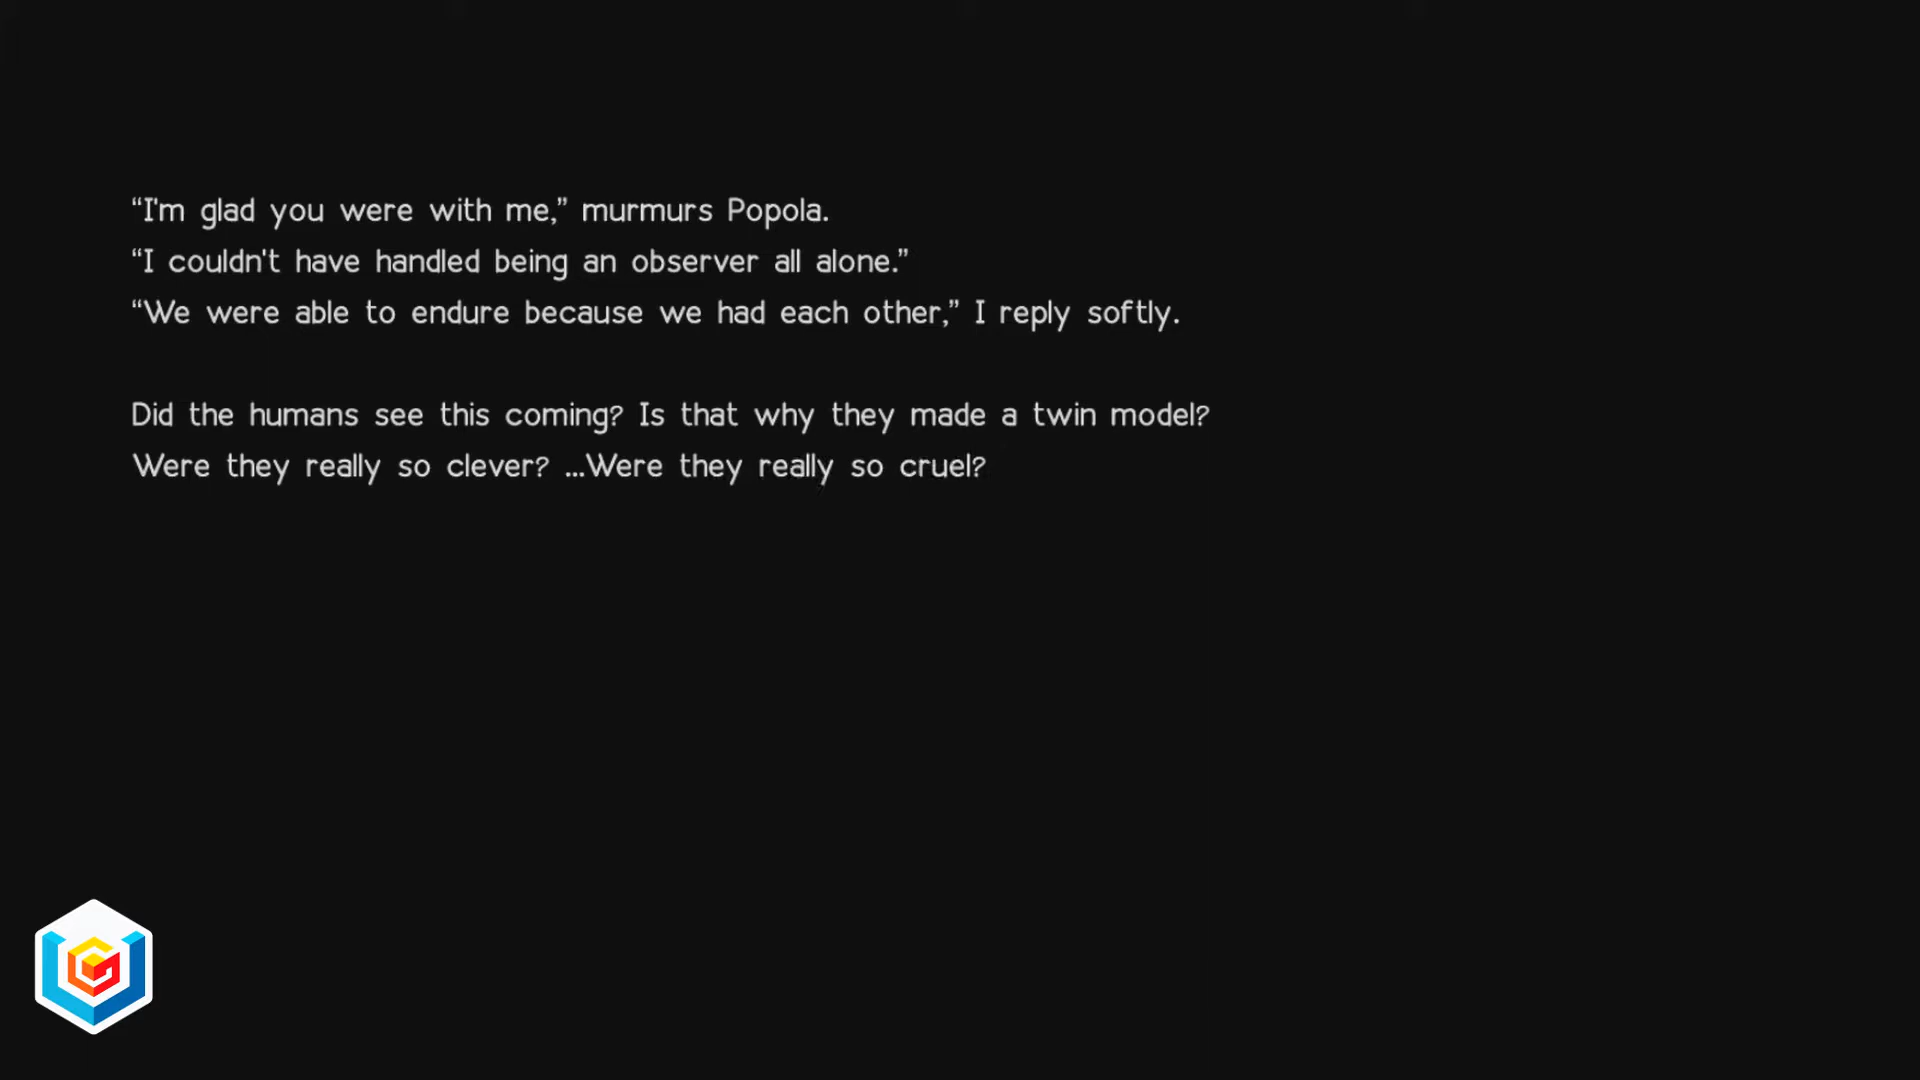 “I'm glad you were with me,” murmurs Popola.
“I couldn't have handled being an observer all alone.”
“We were able to endure because we had each other,” I reply softly.
Did the humans see this coming? Is that why they made a twin model?
Were they really so clever? ...Were they really so cruel?